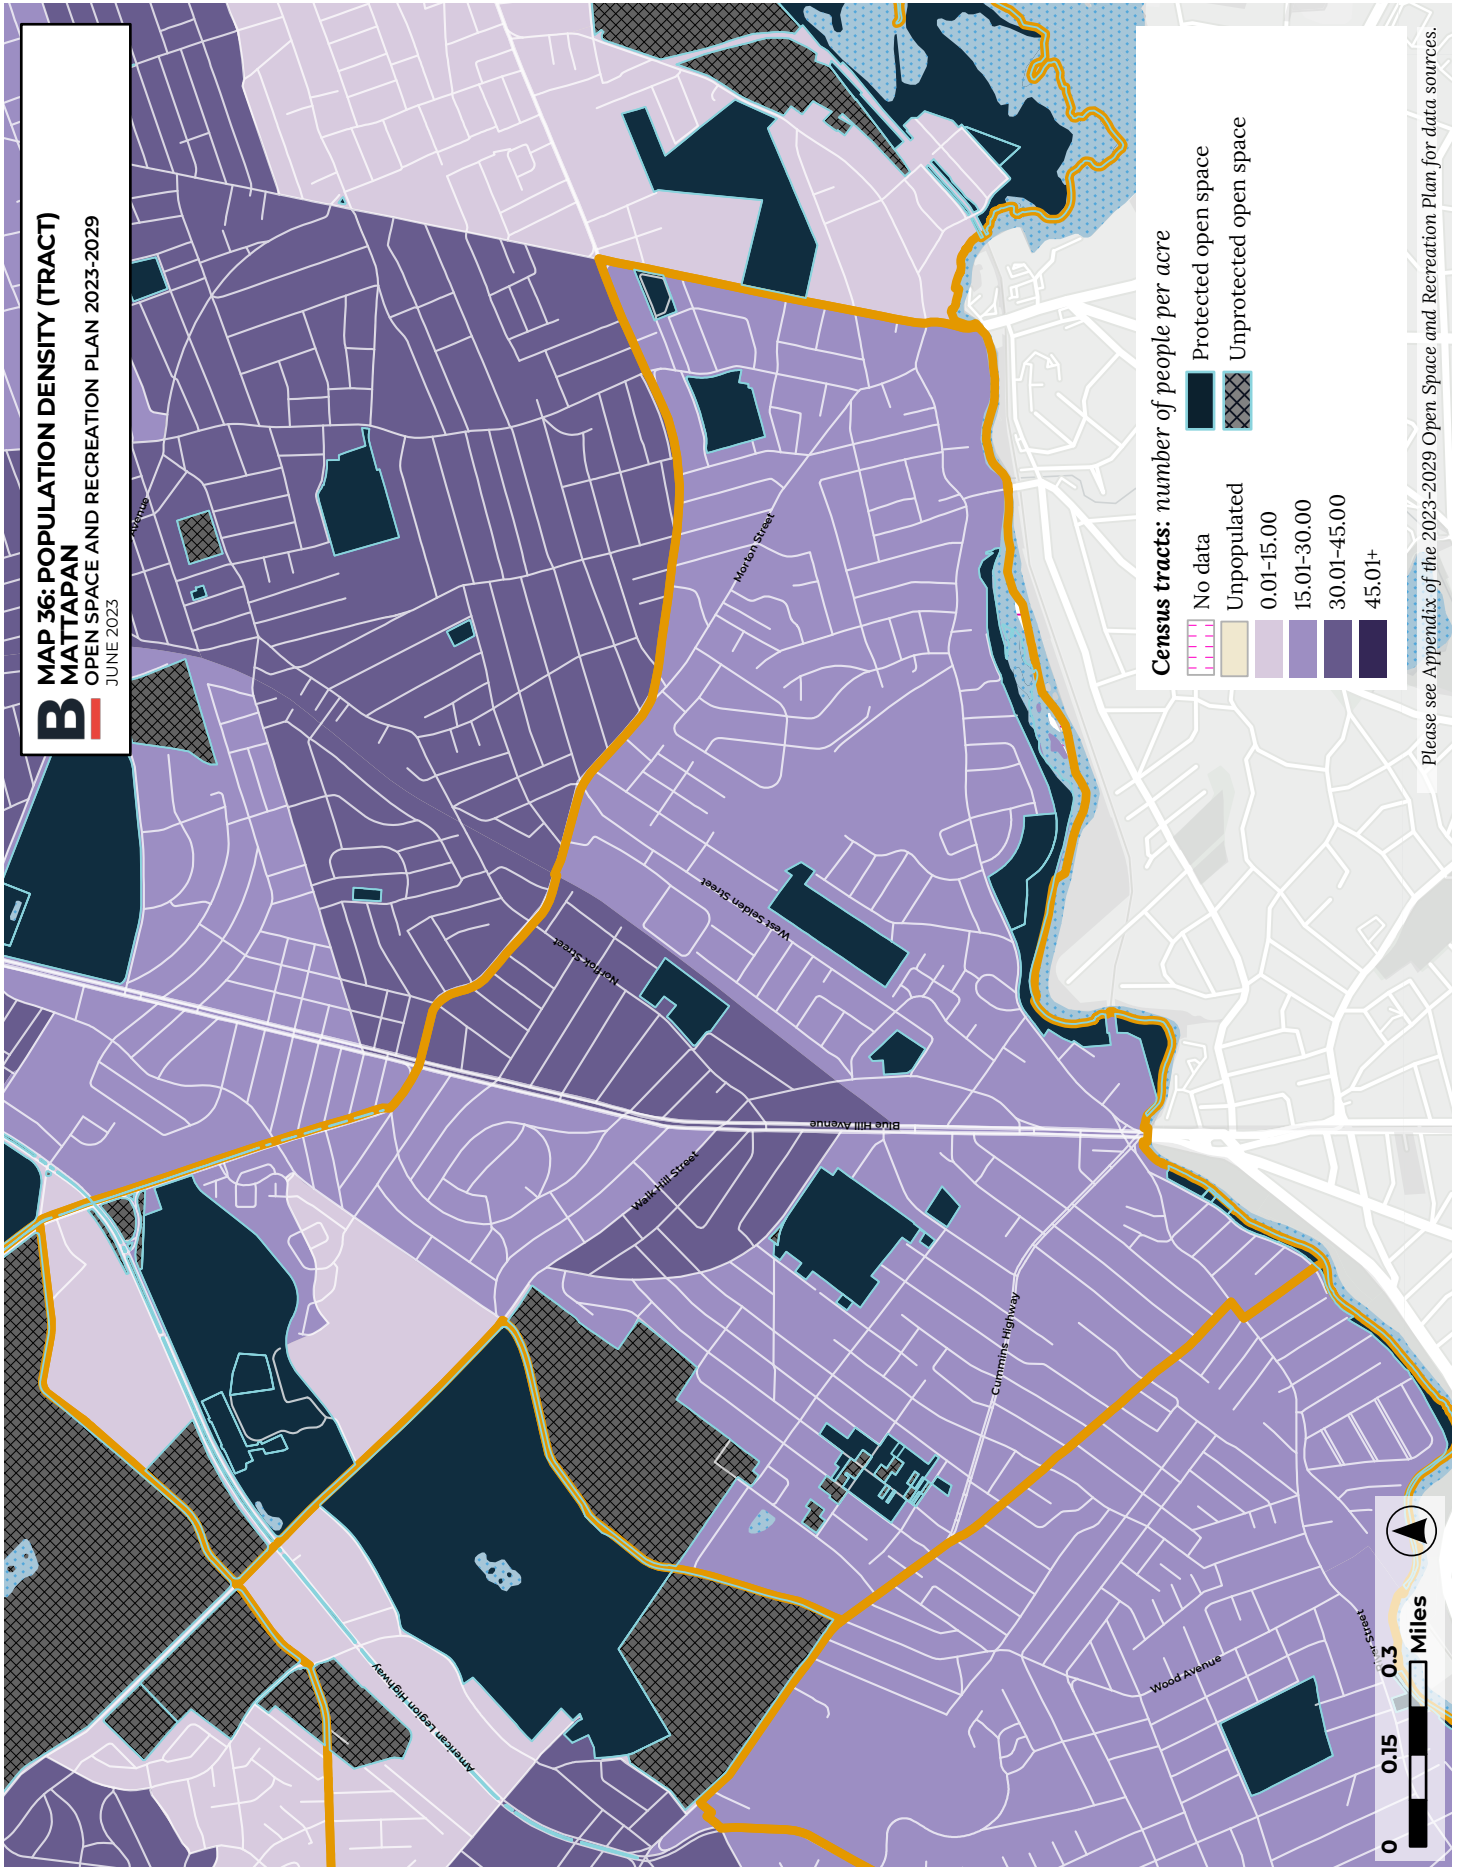 B
MAP 36: POPULATION DENSITY (TRACT)
MATTAPAN
OPEN SPACE AND RECREATION PLAN 2023-2029
JUNE 2023
Avenue
Morton Street
West Selden Street
Norfolk Street
Blue Hill Avenue
Walk Hill Street
Cummins Highway
American Legion Highway
Wood Avenue
Street
Census tracts: number of people per acre
No data
Unpopulated
0.01-15.00
15.01-30.00
30.01-45.00
45.01+
Protected open space
Unprotected open space
0 0.15 0.3
Miles
Please see Appendix of the 2023-2029 Open Space and Recreation Plan for data sources.